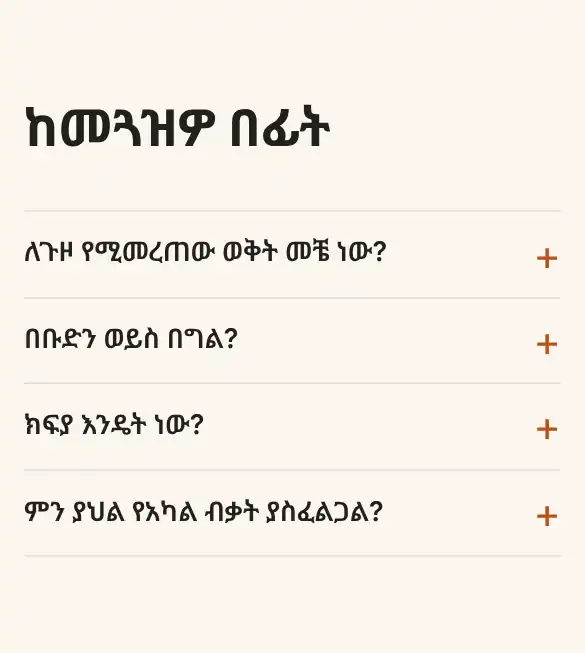 ከመጓዝዎ በፊት
ለጉዞ የሚመረጠው ወቅት መቼ ነው?
+
በቡድን ወይስ በግል?
+
ክፍያ እንዴት ነው?
+
ምን ያህል የአካል ብቃት ያስፈልጋል?
+